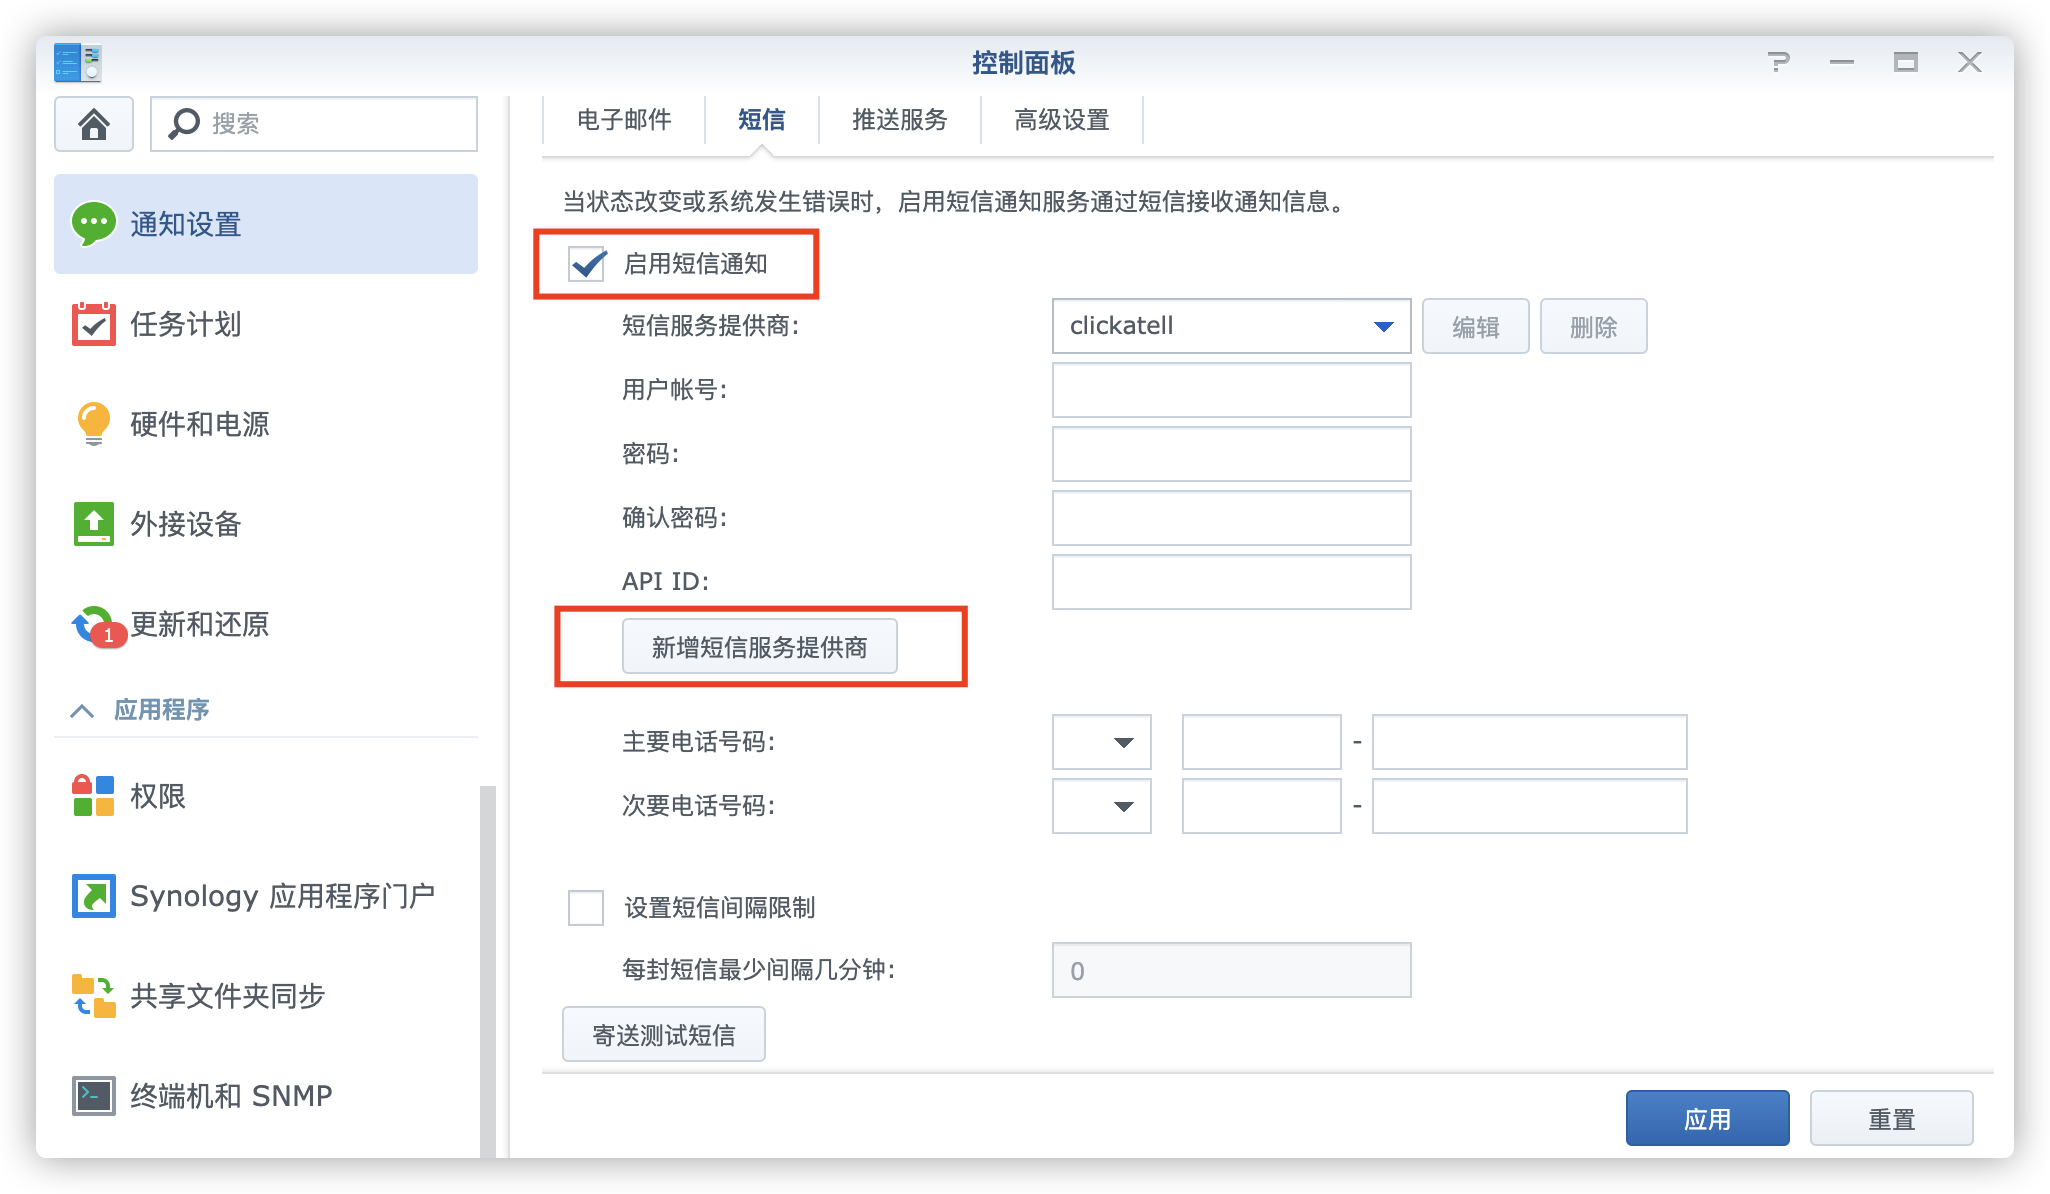 控制面板
搜索
通知设置
任务计划
硬件和电源
外接设备
1
更新和还原
应用程序
权限
Synology 应用程序门户
共享文件夹同步
终端机和 SNMP
电子邮件
短信
推送服务
高级设置
当状态改变或系统发生错误时，启用短信通知服务通过短信接收通知信息。
启用短信通知
短信服务提供商:
clickatell
编辑
删除
用户帐号:
密码:
确认密码:
API ID:
新增短信服务提供商
主要电话号码:
-
次要电话号码:
-
设置短信间隔限制
每封短信最少间隔几分钟:
0
寄送测试短信
应用
重置